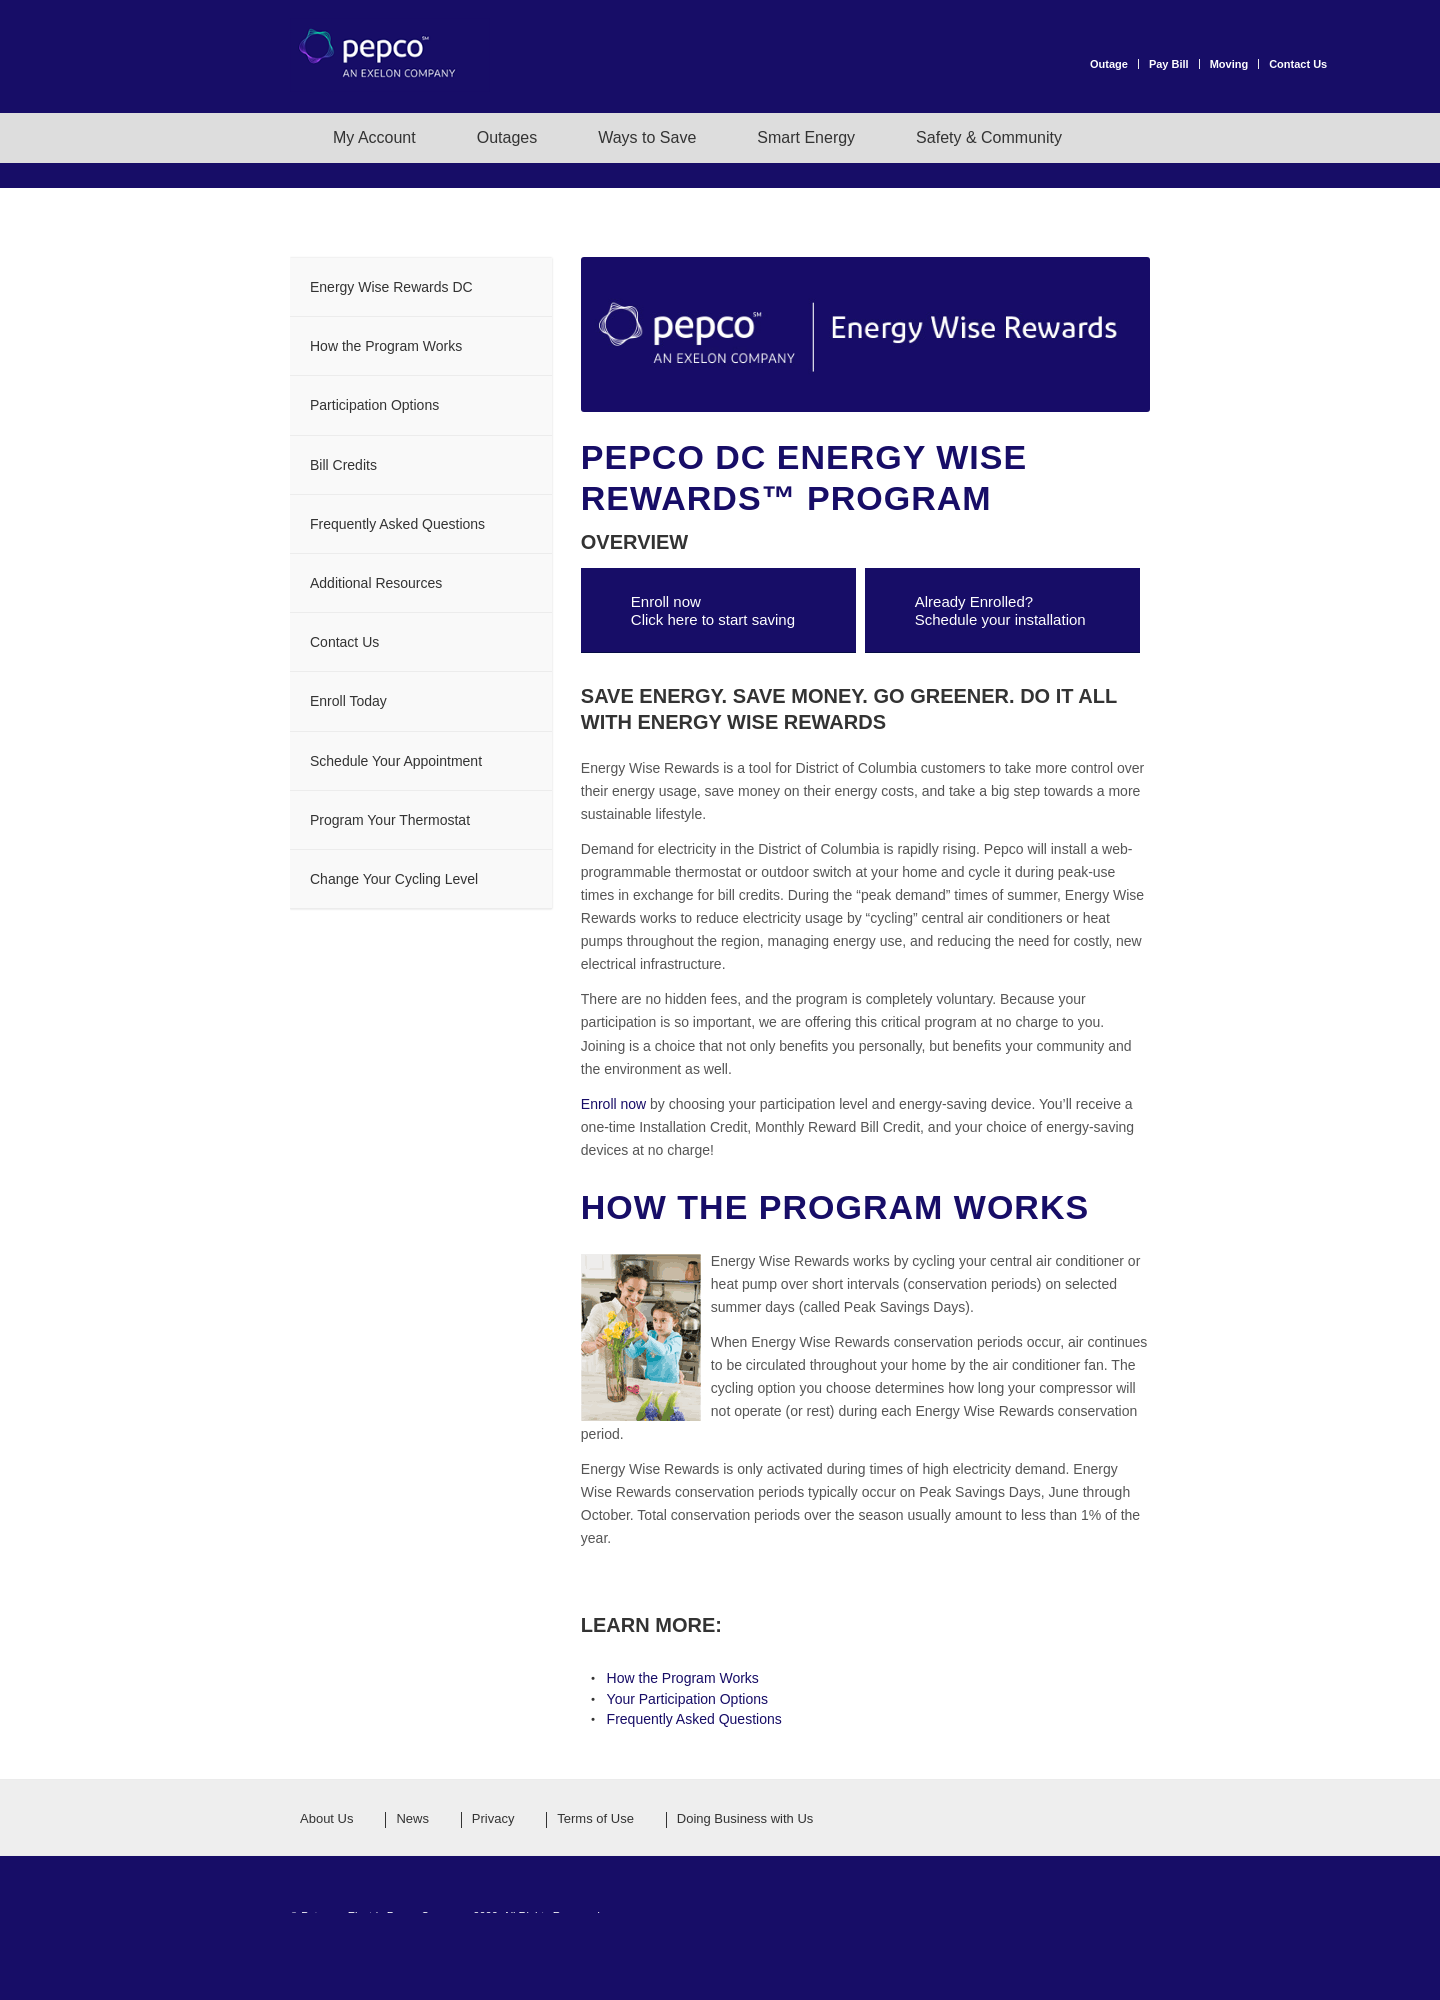 pepco℠
AN EXELON COMPANY
Outage
Pay Bill
Moving
Contact Us
My Account
Outages
Ways to Save
Smart Energy
Safety & Community
Energy Wise Rewards DC
How the Program Works
Participation Options
Bill Credits
Frequently Asked Questions
Additional Resources
Contact Us
Enroll Today
Schedule Your Appointment
Program Your Thermostat
Change Your Cycling Level
pepco℠
AN EXELON COMPANY
Energy Wise Rewards
PEPCO DC ENERGY WISE
REWARDS™ PROGRAM
OVERVIEW
Enroll now
Click here to start saving
Already Enrolled?
Schedule your installation
SAVE ENERGY. SAVE MONEY. GO GREENER. DO IT ALL
WITH ENERGY WISE REWARDS
Energy Wise Rewards is a tool for District of Columbia customers to take more control over
their energy usage, save money on their energy costs, and take a big step towards a more
sustainable lifestyle.
Demand for electricity in the District of Columbia is rapidly rising. Pepco will install a web-
programmable thermostat or outdoor switch at your home and cycle it during peak-use
times in exchange for bill credits. During the “peak demand” times of summer, Energy Wise
Rewards works to reduce electricity usage by “cycling” central air conditioners or heat
pumps throughout the region, managing energy use, and reducing the need for costly, new
electrical infrastructure.
There are no hidden fees, and the program is completely voluntary. Because your
participation is so important, we are offering this critical program at no charge to you.
Joining is a choice that not only benefits you personally, but benefits your community and
the environment as well.
Enroll now by choosing your participation level and energy-saving device. You’ll receive a
one-time Installation Credit, Monthly Reward Bill Credit, and your choice of energy-saving
devices at no charge!
HOW THE PROGRAM WORKS
Energy Wise Rewards works by cycling your central air conditioner or
heat pump over short intervals (conservation periods) on selected
summer days (called Peak Savings Days).
When Energy Wise Rewards conservation periods occur, air continues
to be circulated throughout your home by the air conditioner fan. The
cycling option you choose determines how long your compressor will
not operate (or rest) during each Energy Wise Rewards conservation
period.
Energy Wise Rewards is only activated during times of high electricity demand. Energy
Wise Rewards conservation periods typically occur on Peak Savings Days, June through
October. Total conservation periods over the season usually amount to less than 1% of the
year.
LEARN MORE:
• How the Program Works
• Your Participation Options
• Frequently Asked Questions
About Us
News
Privacy
Terms of Use
Doing Business with Us